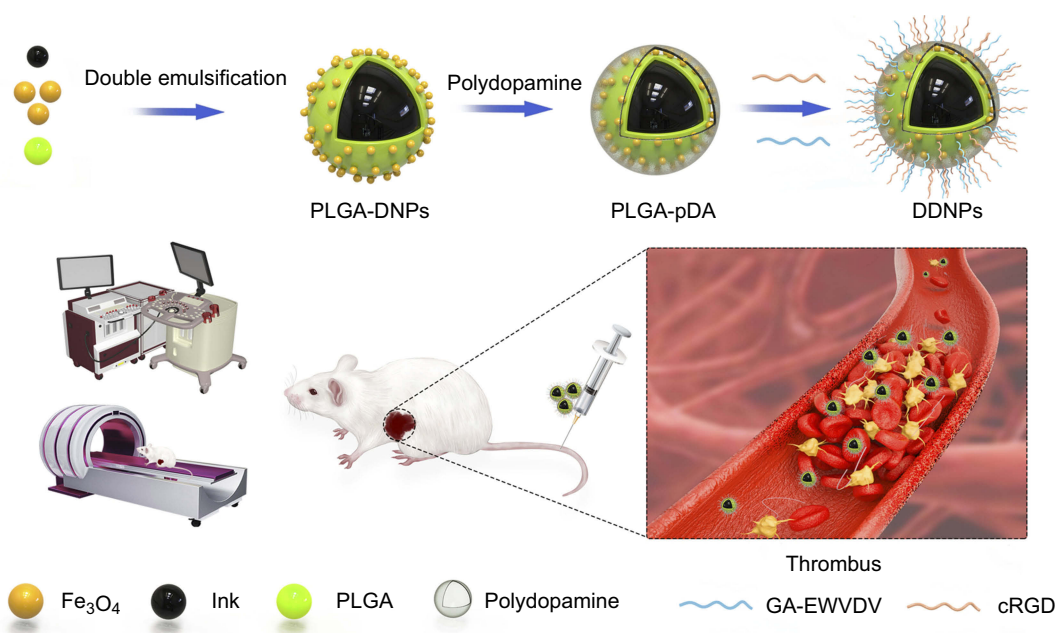 Double emulsification
Polydopamine
PLGA-DNPs
PLGA-pDA
DDNPs
Thrombus
Fe₃O₄
Ink
PLGA
Polydopamine
GA-EWVDV
cRGD